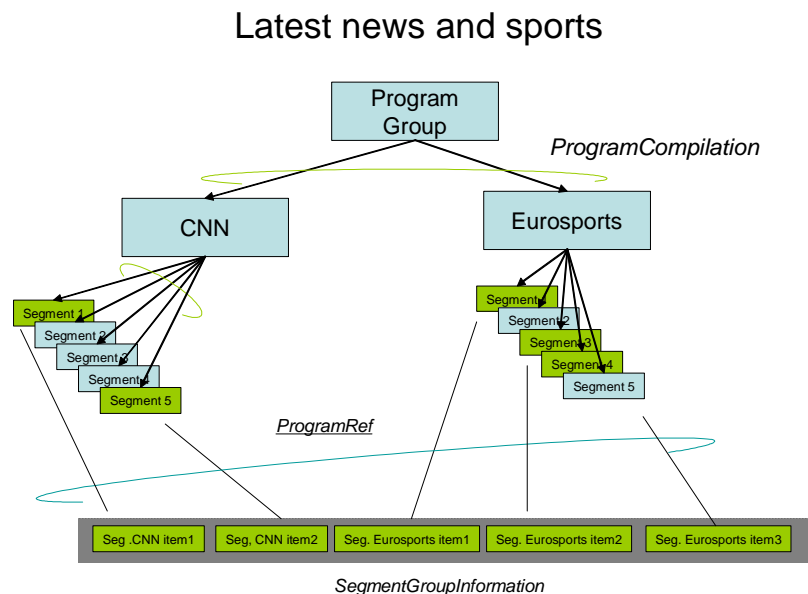 Latest news and sports
Program
Group
ProgramCompilation
CNN
Eurosports
Segment 1
Segment 2
Segment 3
Segment 4
Segment 5
Segment 1
Segment 2
Segment 3
Segment 4
Segment 5
ProgramRef
Seg .CNN item1
Seg, CNN item2
Seg. Eurosports item1
Seg. Eurosports item2
Seg. Eurosports item3
SegmentGroupInformation